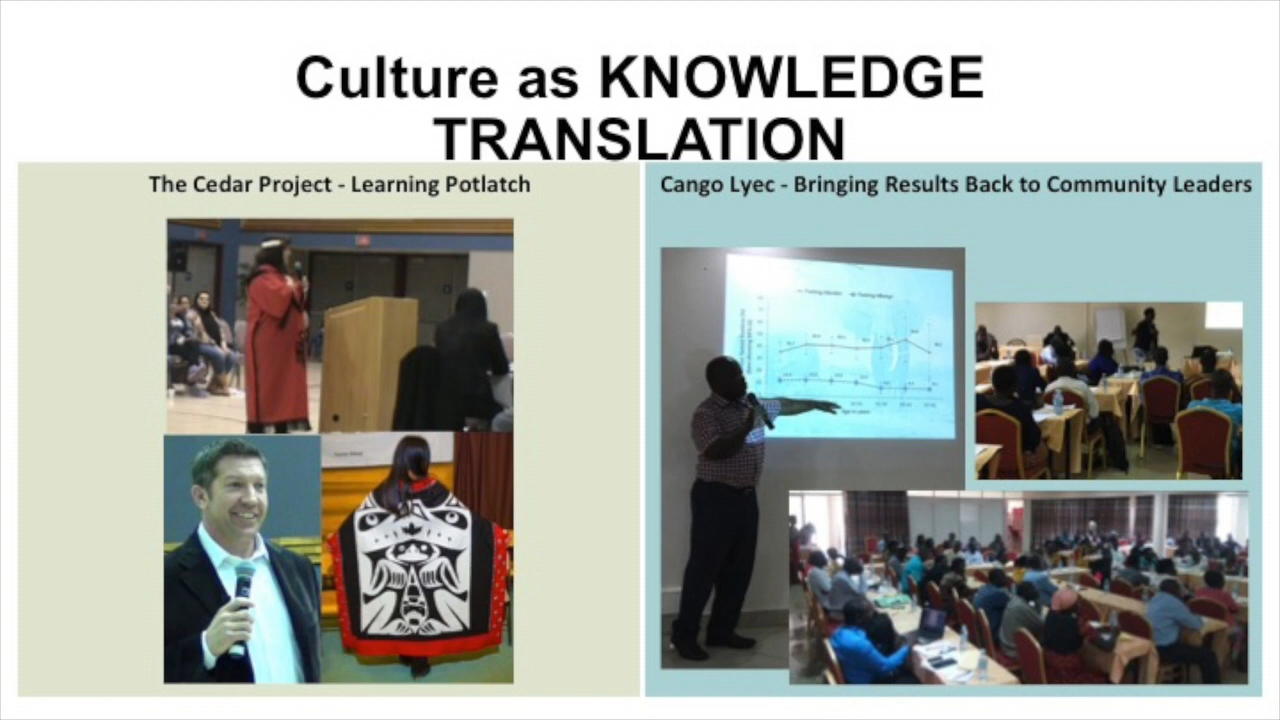 Culture as KNOWLEDGE
TRANSLATION
The Cedar Project - Learning Potlatch
Cango Lyec - Bringing Results Back to Community Leaders